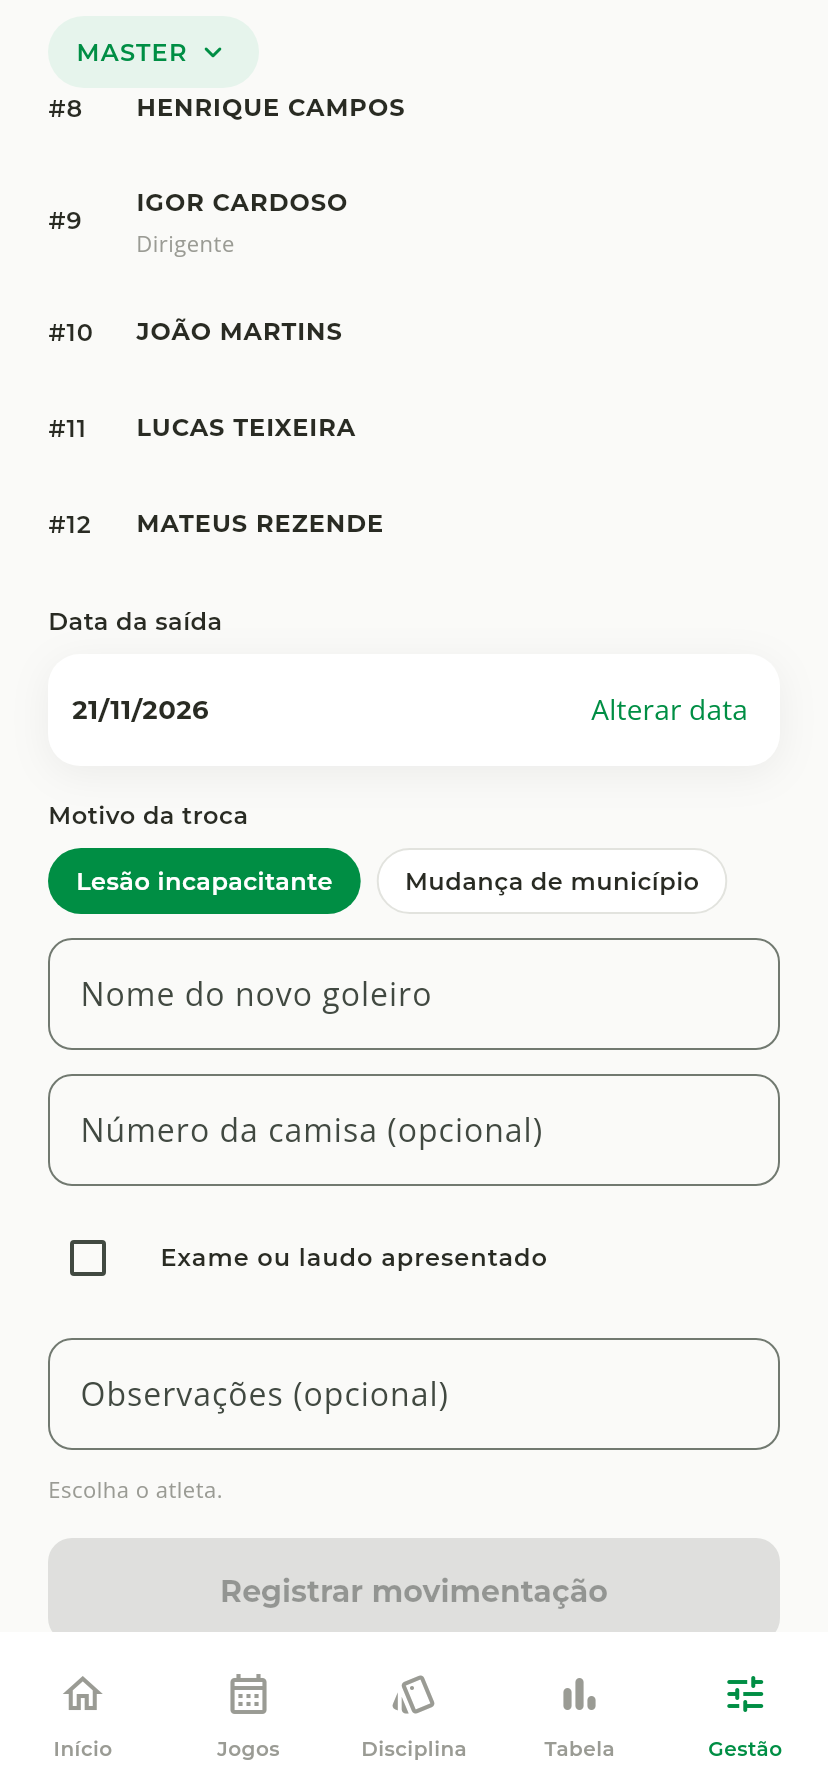 MASTER
#8 HENRIQUE CAMPOS
#9 IGOR CARDOSO
Dirigente
#10 JOÃO MARTINS
#11 LUCAS TEIXEIRA
#12 MATEUS REZENDE
Data da saída
21/11/2026 Alterar data
Motivo da troca
Lesão incapacitante Mudança de município
Nome do novo goleiro
Número da camisa (opcional)
Exame ou laudo apresentado
Observações (opcional)
Escolha o atleta.
Registrar movimentação
Início Jogos Disciplina Tabela Gestão